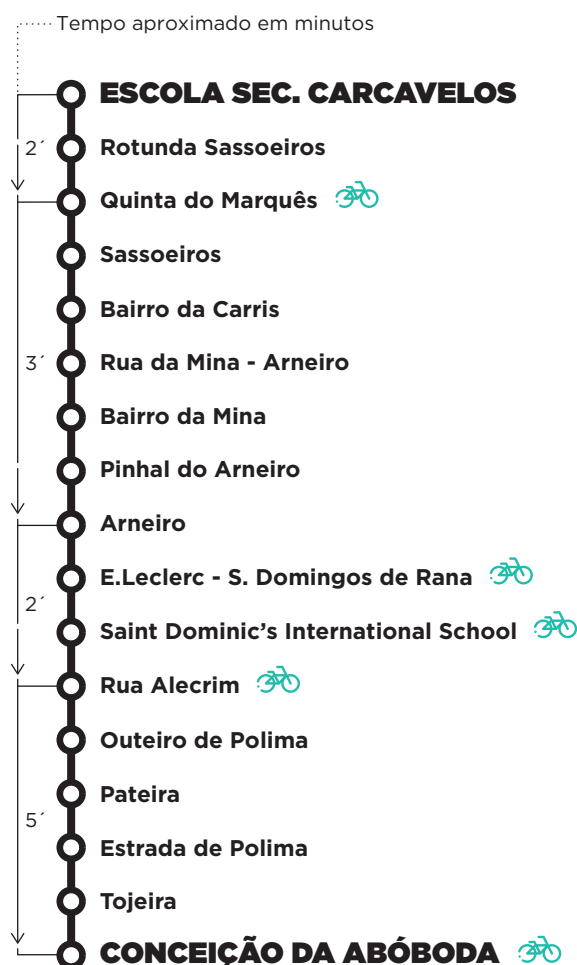 Tempo aproximado em minutos
ESCOLA SEC. CARCAVELOS
2´
Rotunda Sassoeiros
Quinta do Marquês
Sassoeiros
Bairro da Carris
3´
Rua da Mina - Arneiro
Bairro da Mina
Pinhal do Arneiro
Arneiro
E.Leclerc - S. Domingos de Rana
2´
Saint Dominic’s International School
Rua Alecrim
Outeiro de Polima
Pateira
5´
Estrada de Polima
Tojeira
CONCEIÇÃO DA ABÓBODA